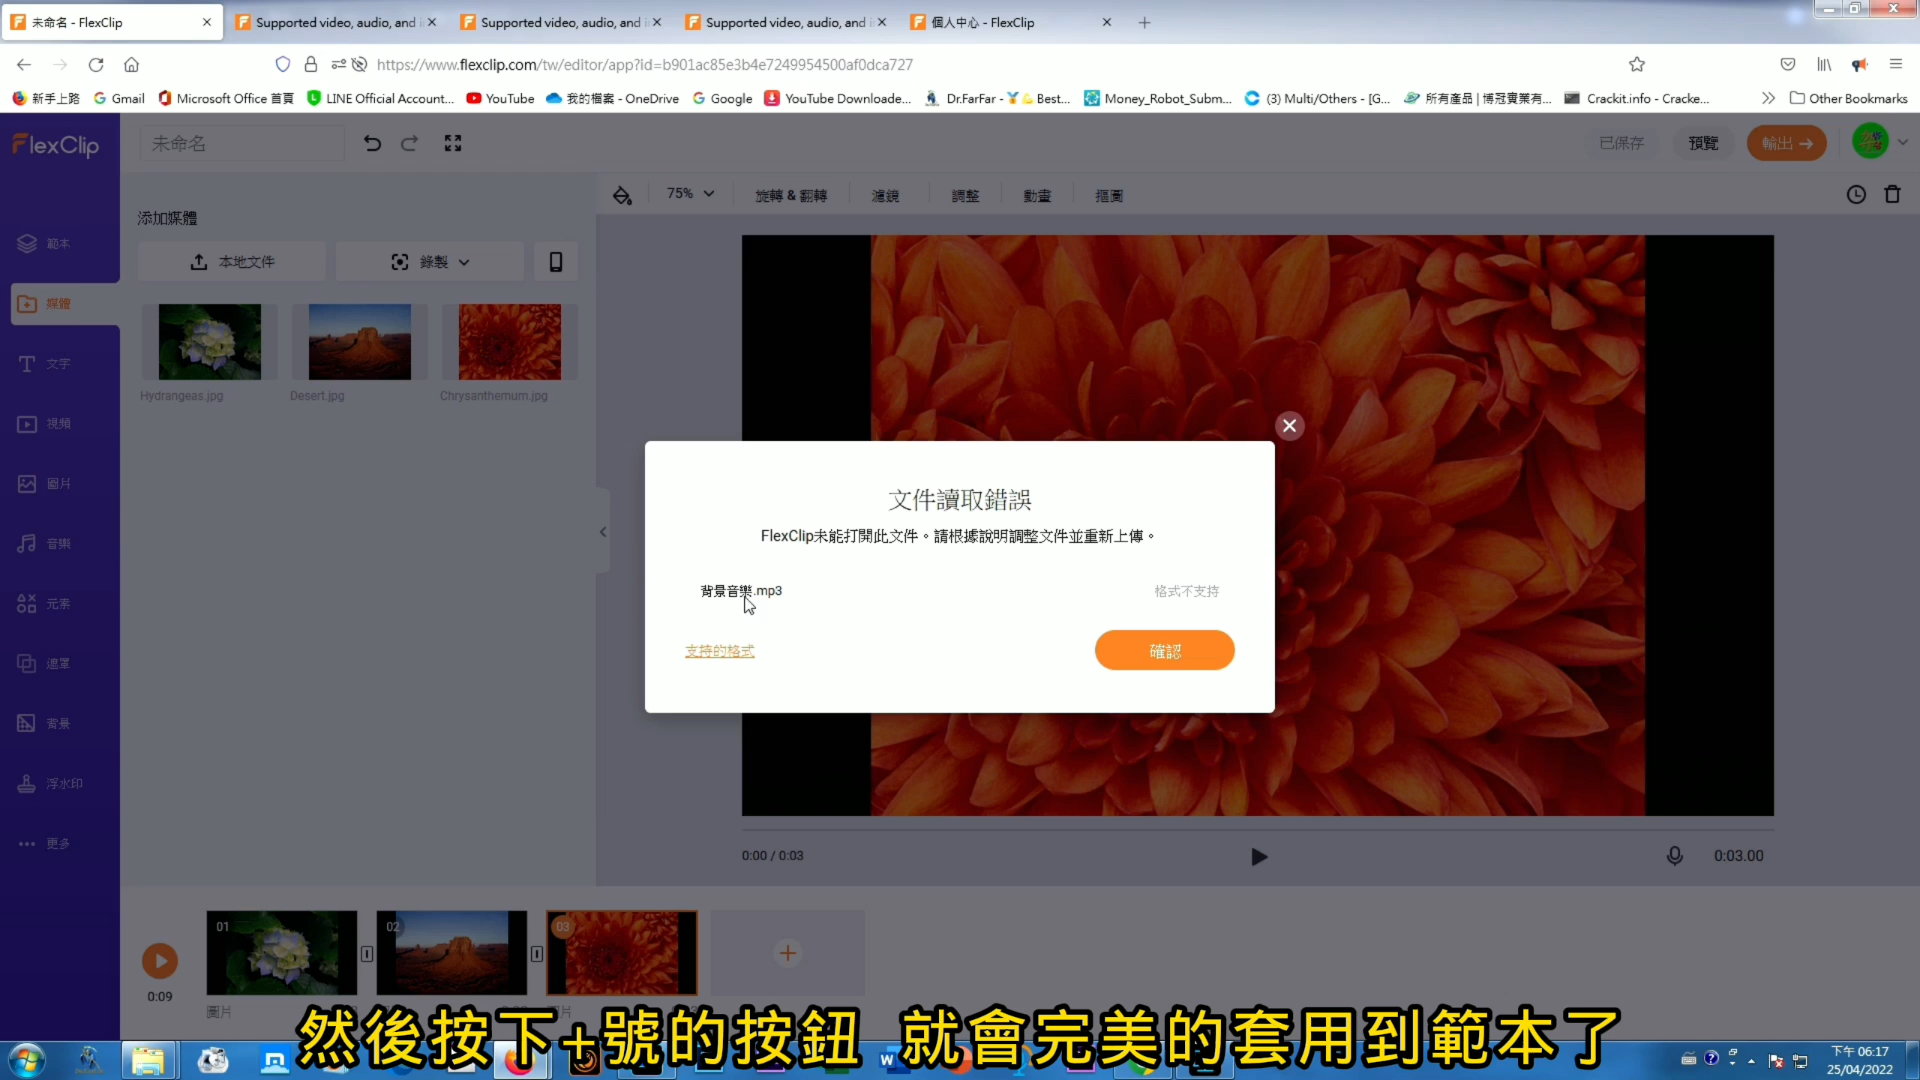 未命名 - FlexClip
Supported video, audio, and i
Supported video, audio, and i
Supported video, audio, and i
個人中心 - FlexClip
https://www.flexclip.com/tw/editor/app?id=b901ac85e3b4e7249954500af0dca727
新手上路
Gmail
Microsoft Office 首頁
LINE Official Account...
YouTube
我的檔案 - OneDrive
Google
YouTube Downloade...
Dr.FarFar - Best...
Money_Robot_Subm...
(3) Multi/Others - [G...
所有產品 | 博冠實業有...
Crackit.info - Cracke...
Other Bookmarks
FlexClip
未命名
已保存
預覽
輸出
75%
旋轉 & 翻轉
濾鏡
調整
動畫
摳圖
添加媒體
本地文件
錄製
Hydrangeas.jpg
Desert.jpg
Chrysanthemum.jpg
範本
媒體
文字
視頻
圖片
音樂
元素
遮罩
背景
浮水印
更多
文件讀取錯誤
FlexClip未能打開此文件。請根據說明調整文件並重新上傳。
背景音樂.mp3
格式不支持
支持的格式
確認
0:00 / 0:03
0:03.00
01
02
03
0:09
圖片
然後按下+號的按鈕 就會完美的套用到範本了
下午 06:17
25/04/2022